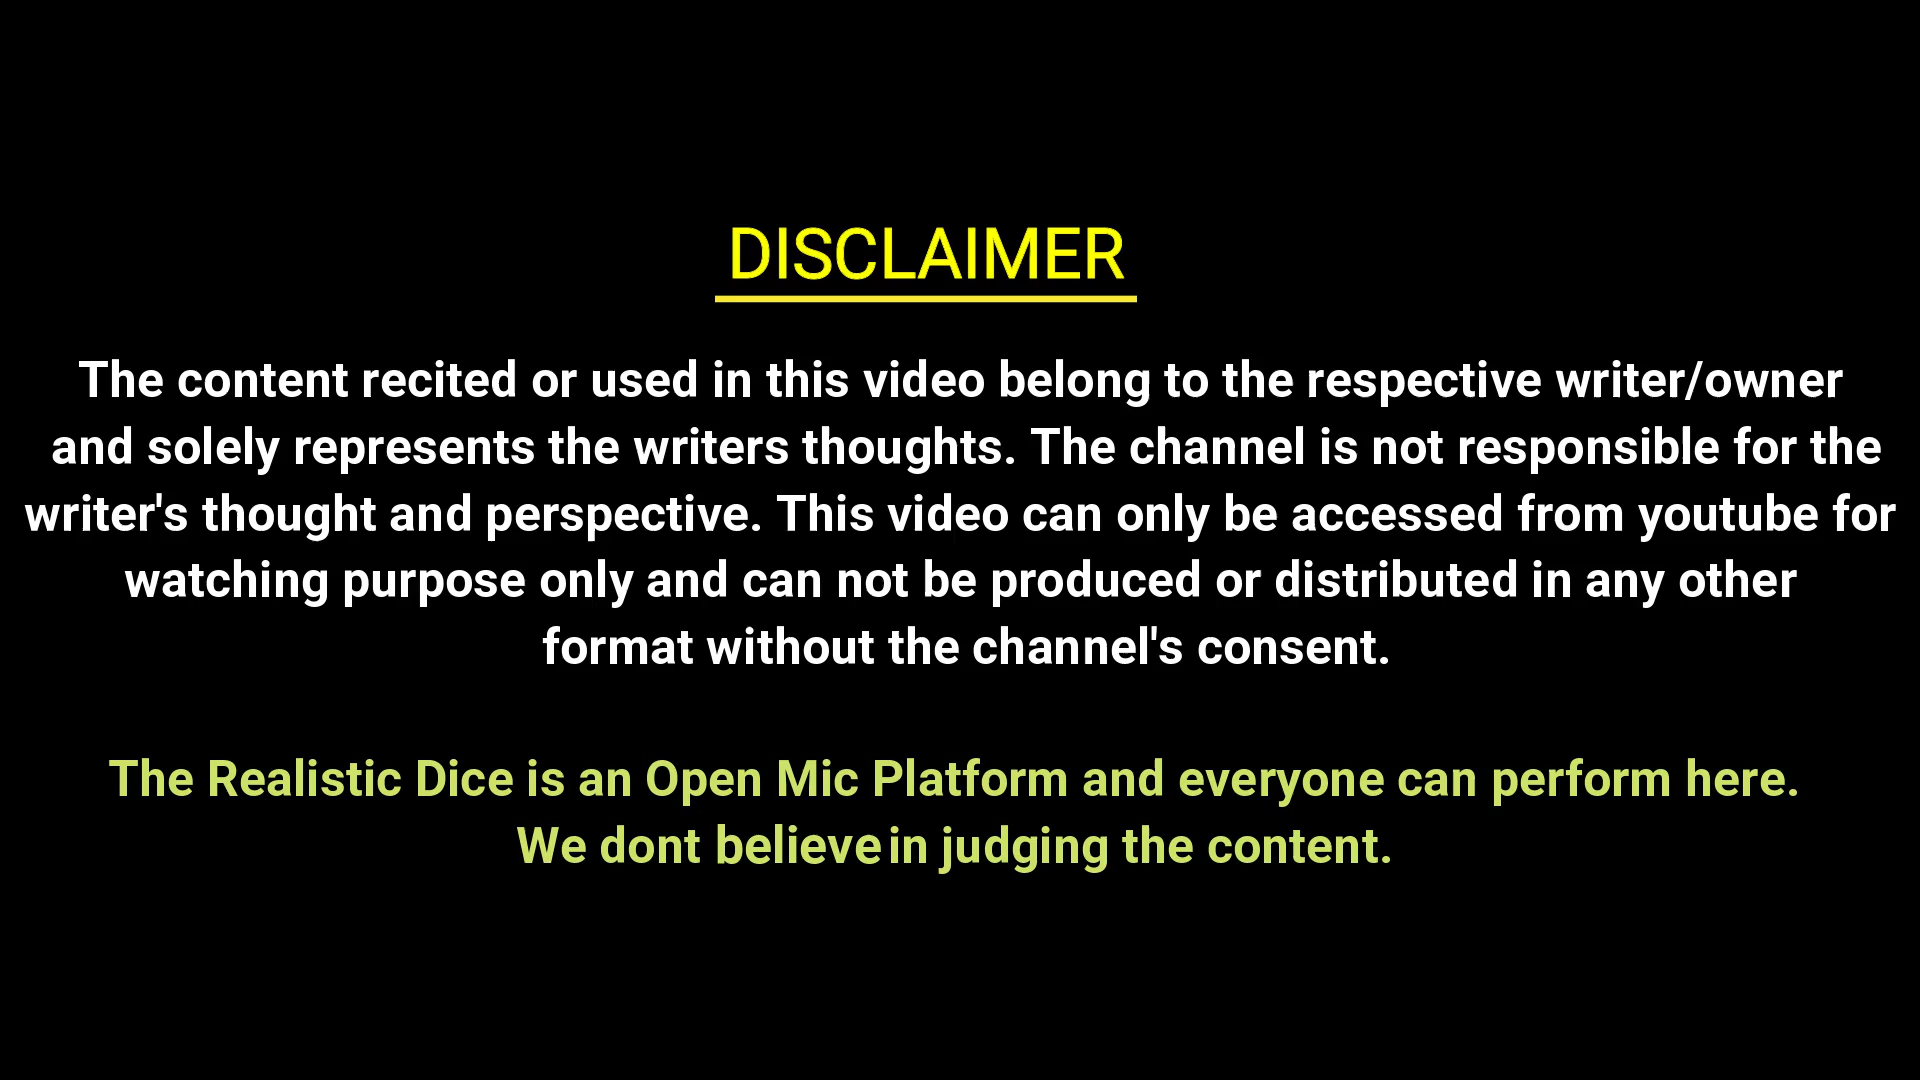 DISCLAIMER
The content recited or used in this video belong to the respective writer/owner
and solely represents the writers thoughts. The channel is not responsible for the
writer's thought and perspective. This video can only be accessed from youtube for
watching purpose only and can not be produced or distributed in any other
format without the channel's consent.
The Realistic Dice is an Open Mic Platform and everyone can perform here.
We dont believe in judging the content.